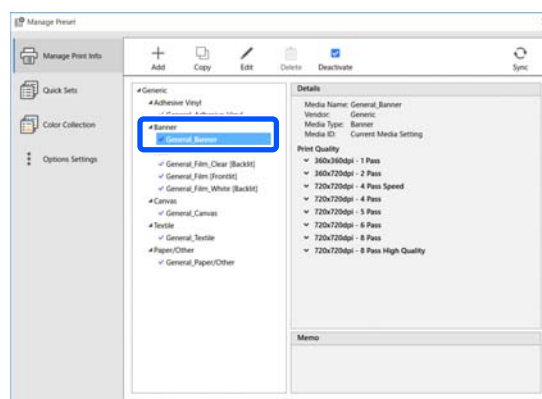 Manage Preset
Manage Print Info
Quick Sets
Color Collection
Options Settings
Add
Copy
Edit
Delete
Deactivate
Sync
Generic
Adhesive Vinyl
Banner
General_Banner
General_Film_Clear [Backlit]
General_Film [Frontlit]
General_Film_White [Backlit]
Canvas
General_Canvas
Textile
General_Textile
Paper/Other
General_Paper/Other
Details
Media Name: General_Banner
Vendor: Generic
Media Type: Banner
Media ID: Current Media Setting
Print Quality
360x360dpi - 1 Pass
360x720dpi - 2 Pass
720x720dpi - 4 Pass Speed
720x720dpi - 4 Pass
720x720dpi - 5 Pass
720x720dpi - 6 Pass
720x720dpi - 8 Pass
720x720dpi - 8 Pass High Quality
Memo